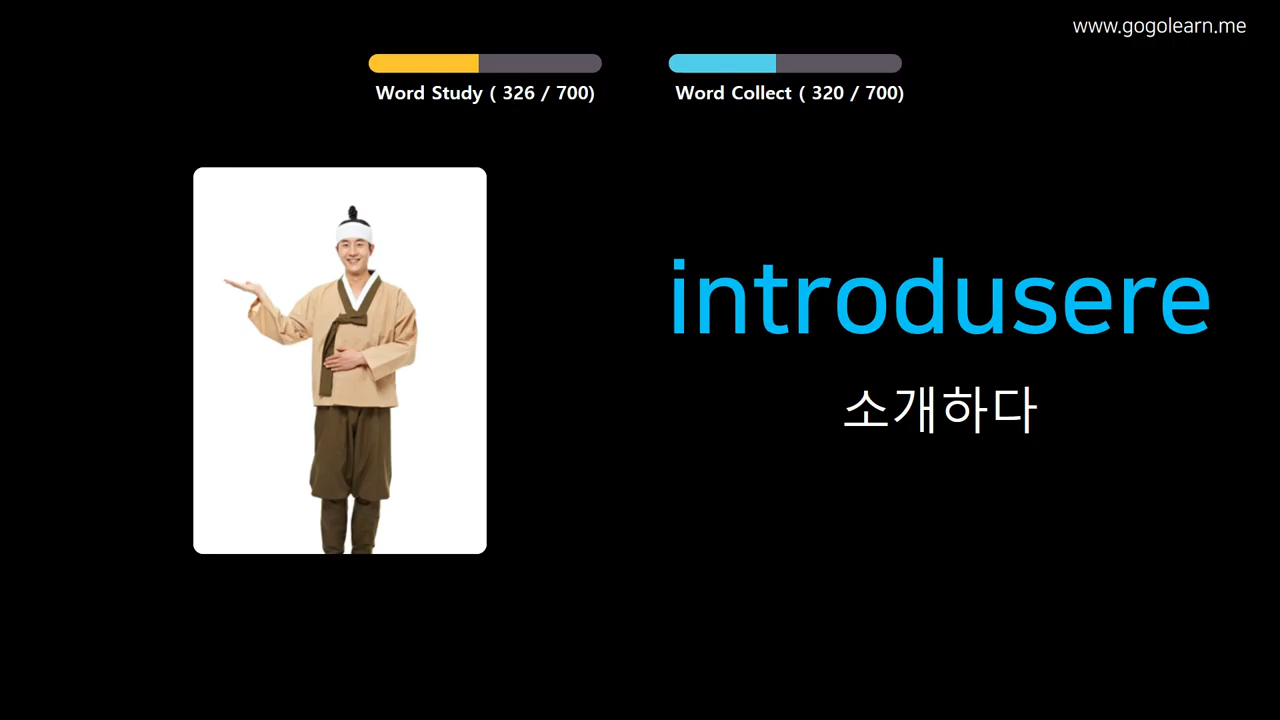 www.gogolearn.me
Word Study ( 326 / 700)
Word Collect ( 320 / 700)
introdusere
소개하다